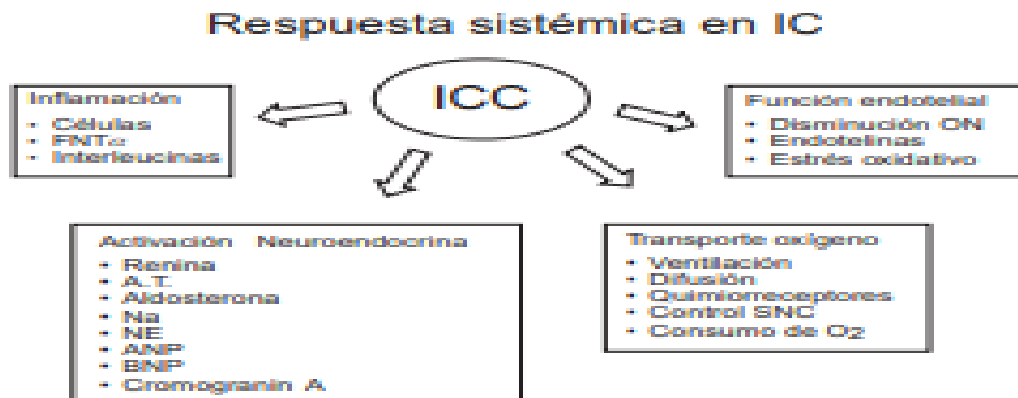 Respuesta sistémica en IC
ICC
Inflamación
• Células
• FNTα
• Interleucinas
Función endotelial
• Disminución ON
• Endotelinas
• Estrés oxidativo
Activación Neuroendocrina
• Renina
• A.T.
• Aldosterona
• Na
• NE
• ANP
• BNP
• Cromogranin A
Transporte oxígeno
• Ventilación
• Difusión
• Quimiorreceptores
• Control SNC
• Consumo de O2